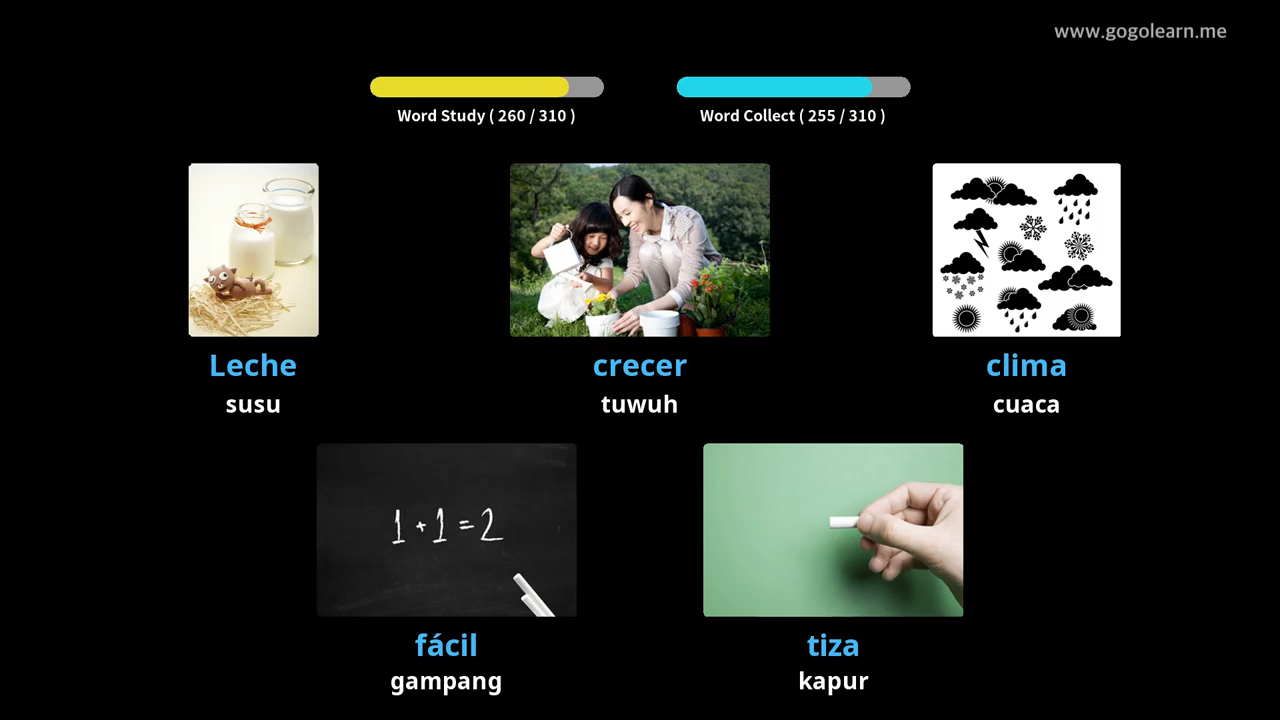 www.gogolearn.me
Word Study ( 260 / 310 )
Word Collect ( 255 / 310 )
Leche
susu
crecer
tuwuh
clima
cuaca
1 + 1 = 2
fácil
gampang
tiza
kapur